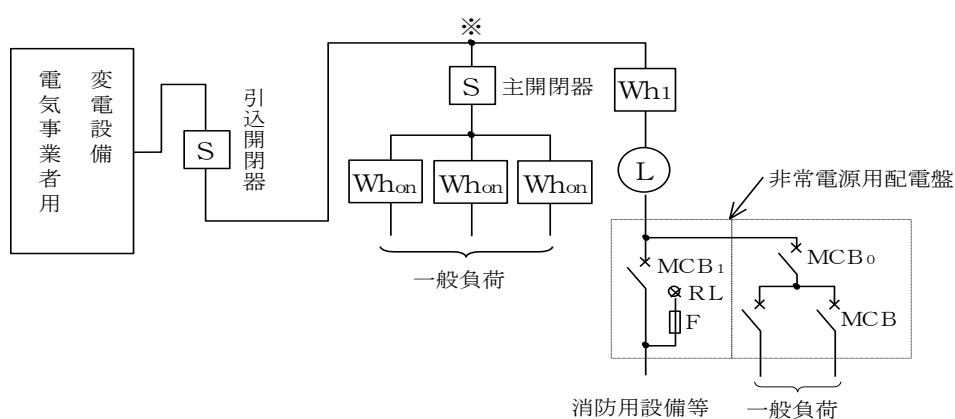 変電設備
電気事業者用
引込開閉器
S
※
S
主開閉器
Whon
Whon
Whon
一般負荷
Wh1
L
非常電源用配電盤
MCB1
RL
F
MCB0
MCB
消防用設備等
一般負荷